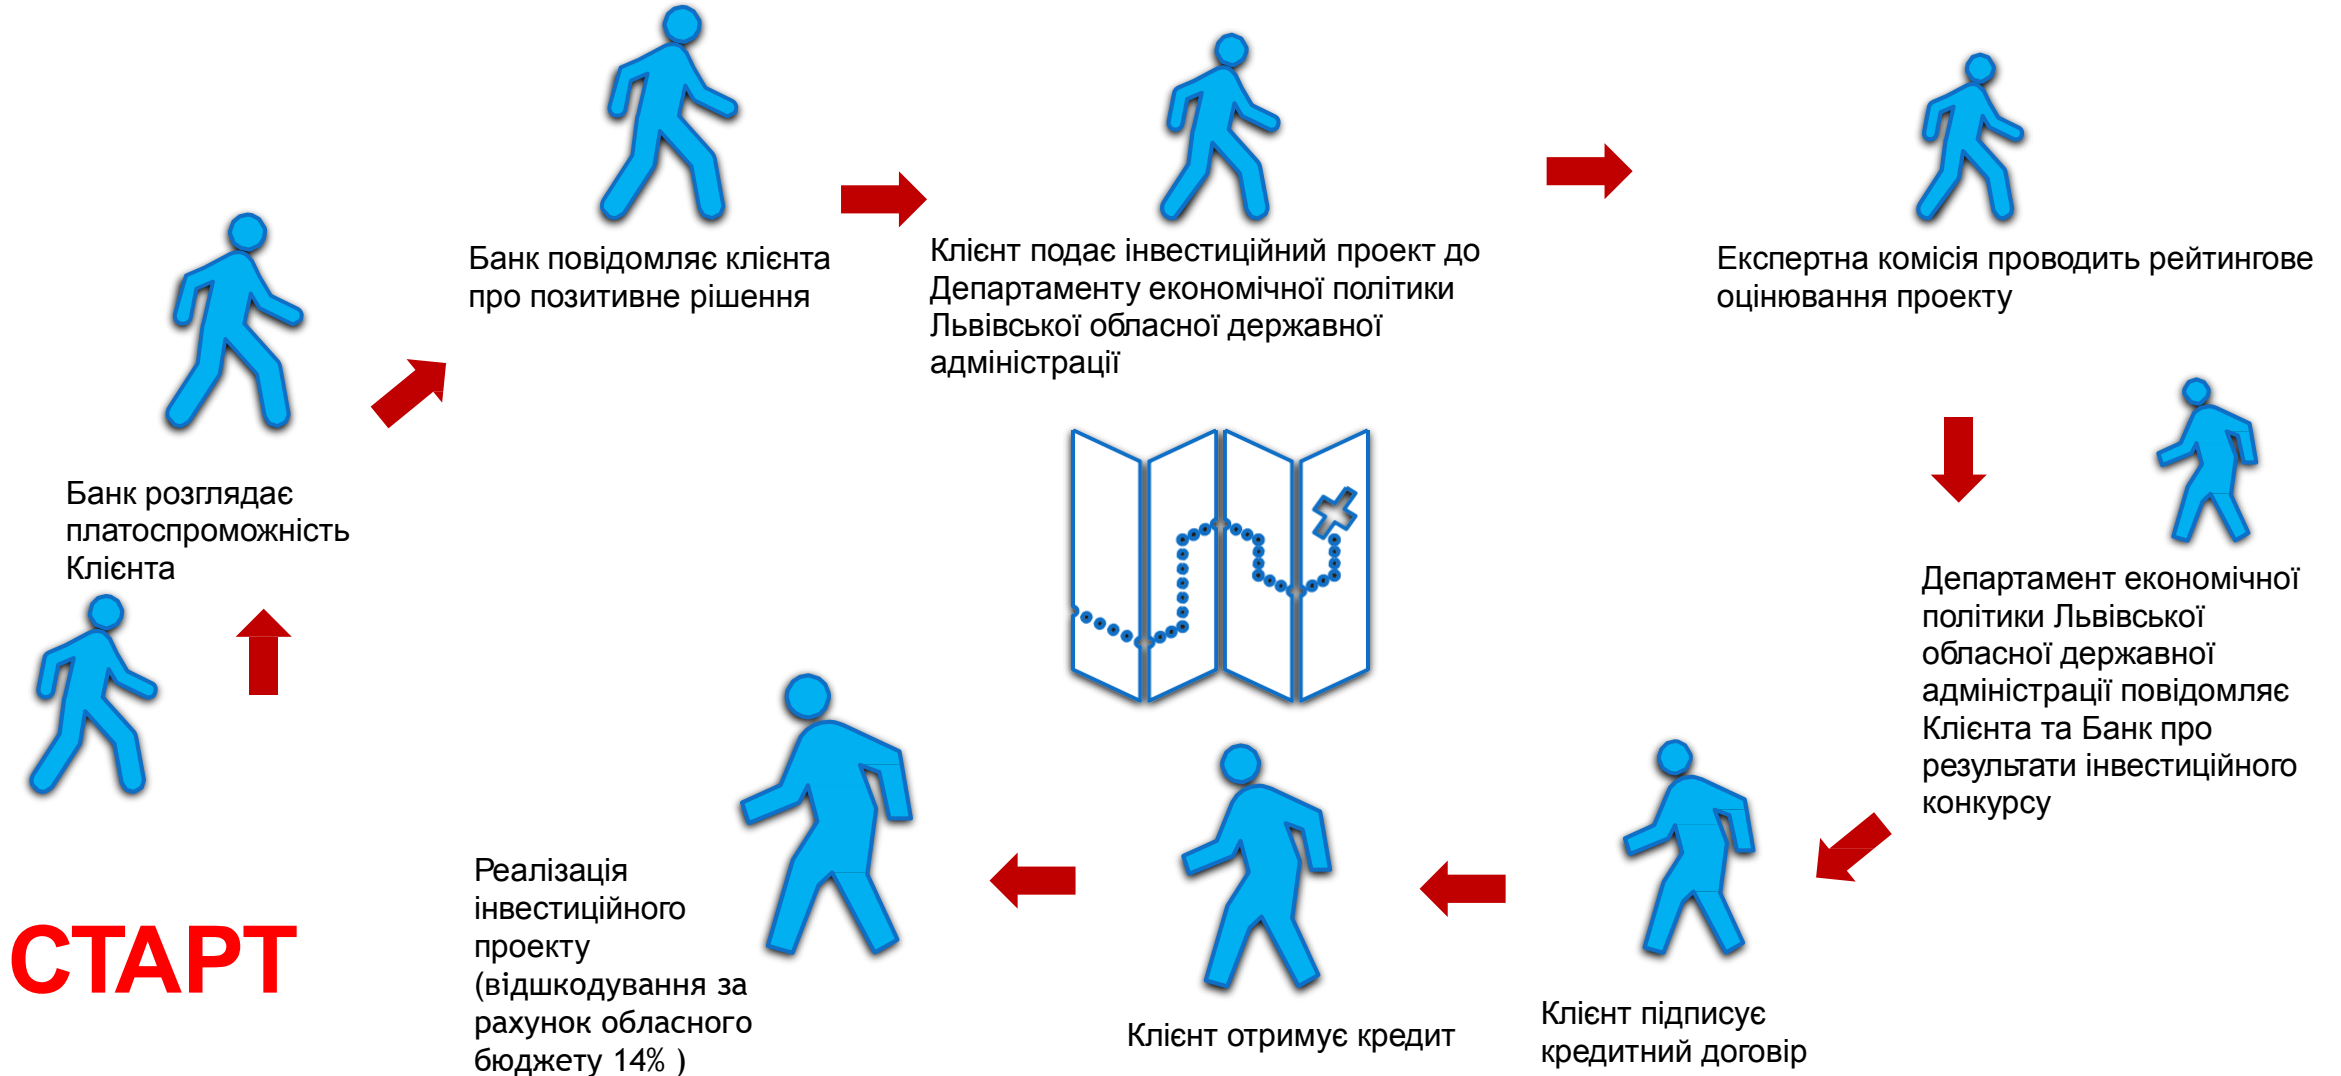 СТАРТ
Банк розглядає
платоспроможність
Клієнта
Банк повідомляє клієнта
про позитивне рішення
Клієнт подає інвестиційний проект до
Департаменту економічної політики
Львівської обласної державної
адміністрації
Експертна комісія проводить рейтингове
оцінювання проекту
Департамент економічної
політики Львівської
обласної державної
адміністрації повідомляє
Клієнта та Банк про
результати інвестиційного
конкурсу
Клієнт підписує
кредитний договір
Клієнт отримує кредит
Реалізація
інвестиційного
проекту
(відшкодування за
рахунок обласного
бюджету 14% )